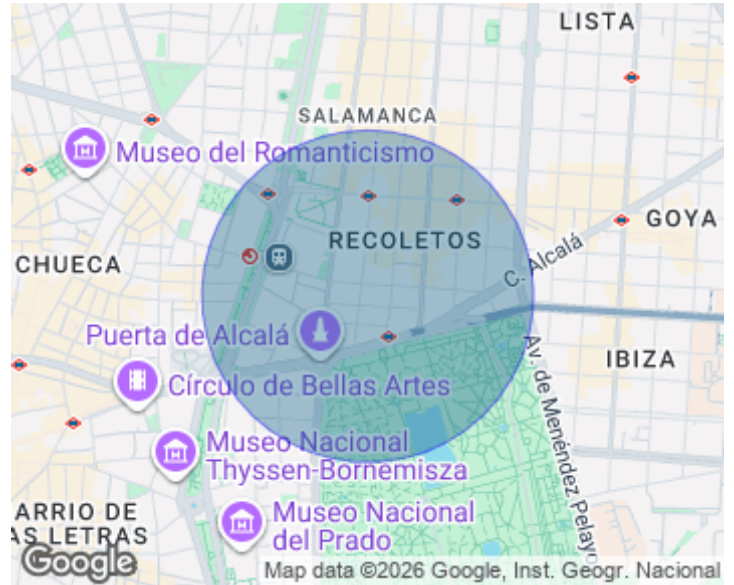 LISTA
SALAMANCA
Museo del Romanticismo
GOYA
RECOLETOS
CHUECA
C. Alcalá
Puerta de Alcalá
IBIZA
Círculo de Bellas Artes
Av. de Menéndez Pelayo
Museo Nacional
Thyssen-Bornemisza
ARRIO DE
AS LETRAS
Museo Nacional
del Prado
Google
Map data ©2026 Google, Inst. Geogr. Nacional